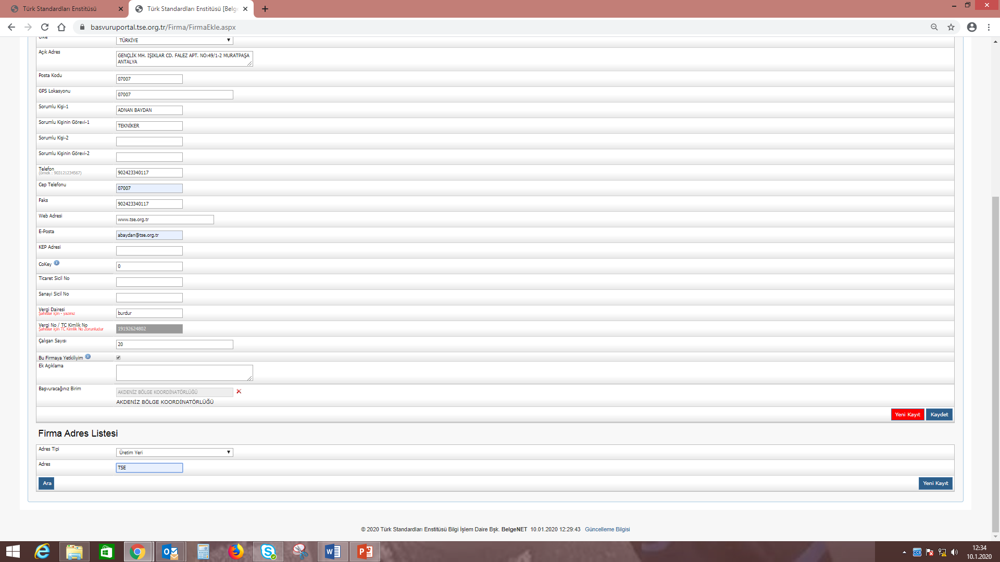 Türk Standardları Enstitüsü
Türk Standardları Enstitüsü [Belge
basvuruportal.tse.org.tr/Firma/FirmaEkle.aspx
Ülke
TÜRKİYE
Açık Adres
GENÇLİK MH. IŞIKLAR CD. FALEZ APT. NO:49/1-2 MURATPAŞA
ANTALYA
Posta Kodu
07007
GPS Lokasyonu
07007
Sorumlu Kişi-1
ADNAN BAYDAN
Sorumlu Kişinin Görevi-1
TEKNİKER
Sorumlu Kişi-2
Sorumlu Kişinin Görevi-2
Telefon
(örnek : 903121234567)
902423340117
Cep Telefonu
07007
Faks
902423340117
Web Adresi
www.tse.org.tr
E-Posta
abaydan@tse.org.tr
KEP Adresi
CoKey
0
Ticaret Sicil No
Sanayi Sicil No
Vergi Dairesi
Şahıslar için - yazınız
burdur
Vergi No / TC Kimlik No
Şahıslar için TC Kimlik No Zorunludur
19192624802
Çalışan Sayısı
20
Bu Firmaya Yetkiliyim
Ek Açıklama
Başvuracağınız Birim
AKDENİZ BÖLGE KOORDİNATÖRLÜĞÜ
AKDENİZ BÖLGE KOORDİNATÖRLÜĞÜ
Yeni Kayıt
Kaydet
Firma Adres Listesi
Adres Tipi
Üretim Yeri
Adres
TSE
Ara
Yeni Kayıt
© 2020 Türk Standardları Enstitüsü Bilgi İşlem Daire Bşk. BelgeNET 10.01.2020 12:29:43 Güncelleme Bilgisi
12:34
10.1.2020